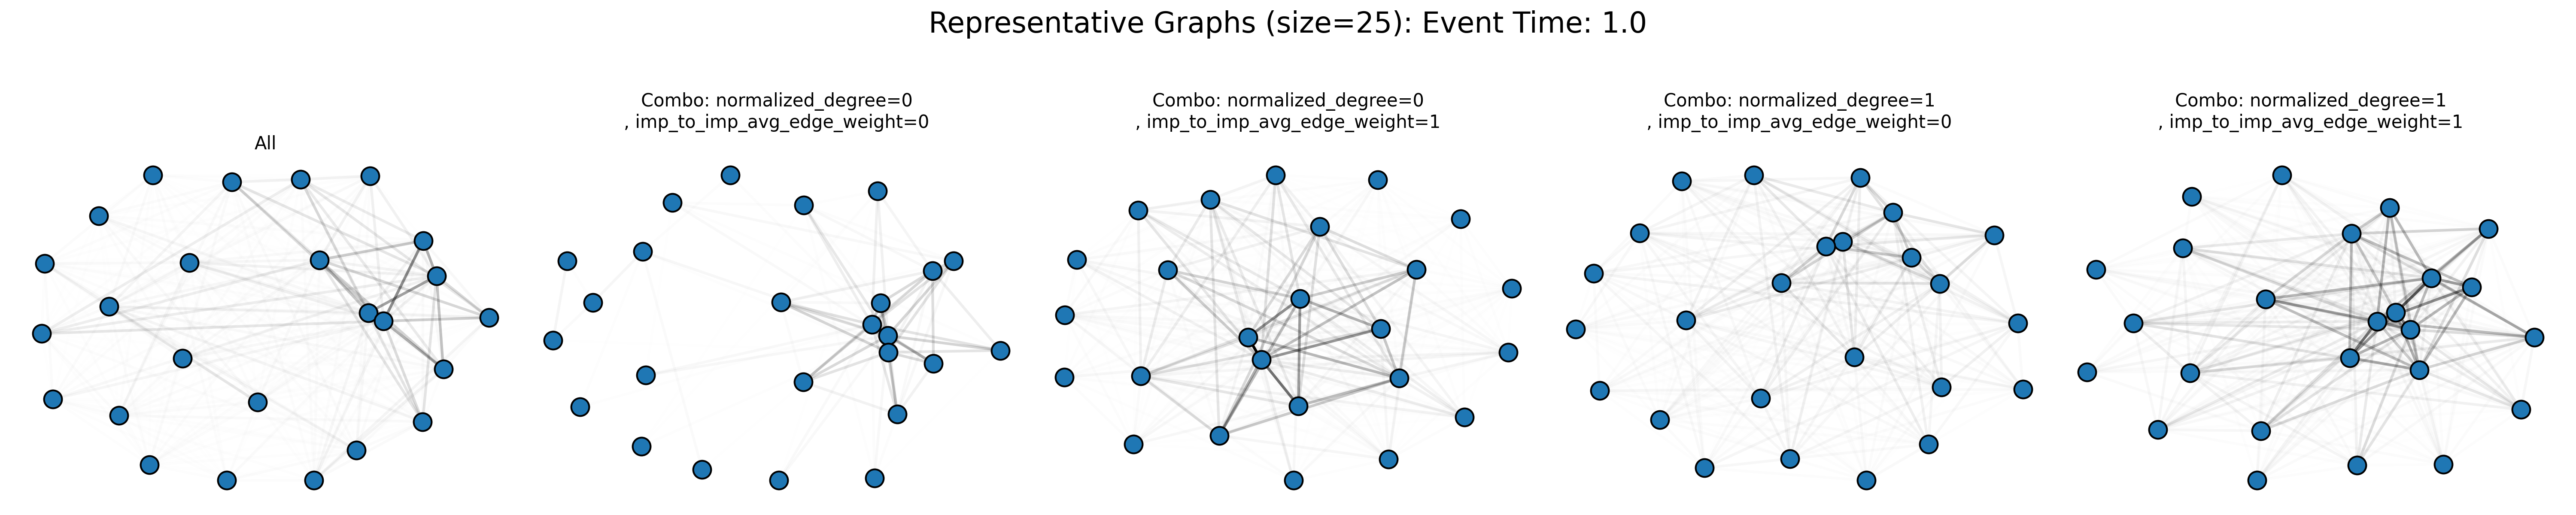 Representative Graphs (size=25): Event Time: 1.0
All
Combo: normalized_degree=0
, imp_to_imp_avg_edge_weight=0
Combo: normalized_degree=0
, imp_to_imp_avg_edge_weight=1
Combo: normalized_degree=1
, imp_to_imp_avg_edge_weight=0
Combo: normalized_degree=1
, imp_to_imp_avg_edge_weight=1